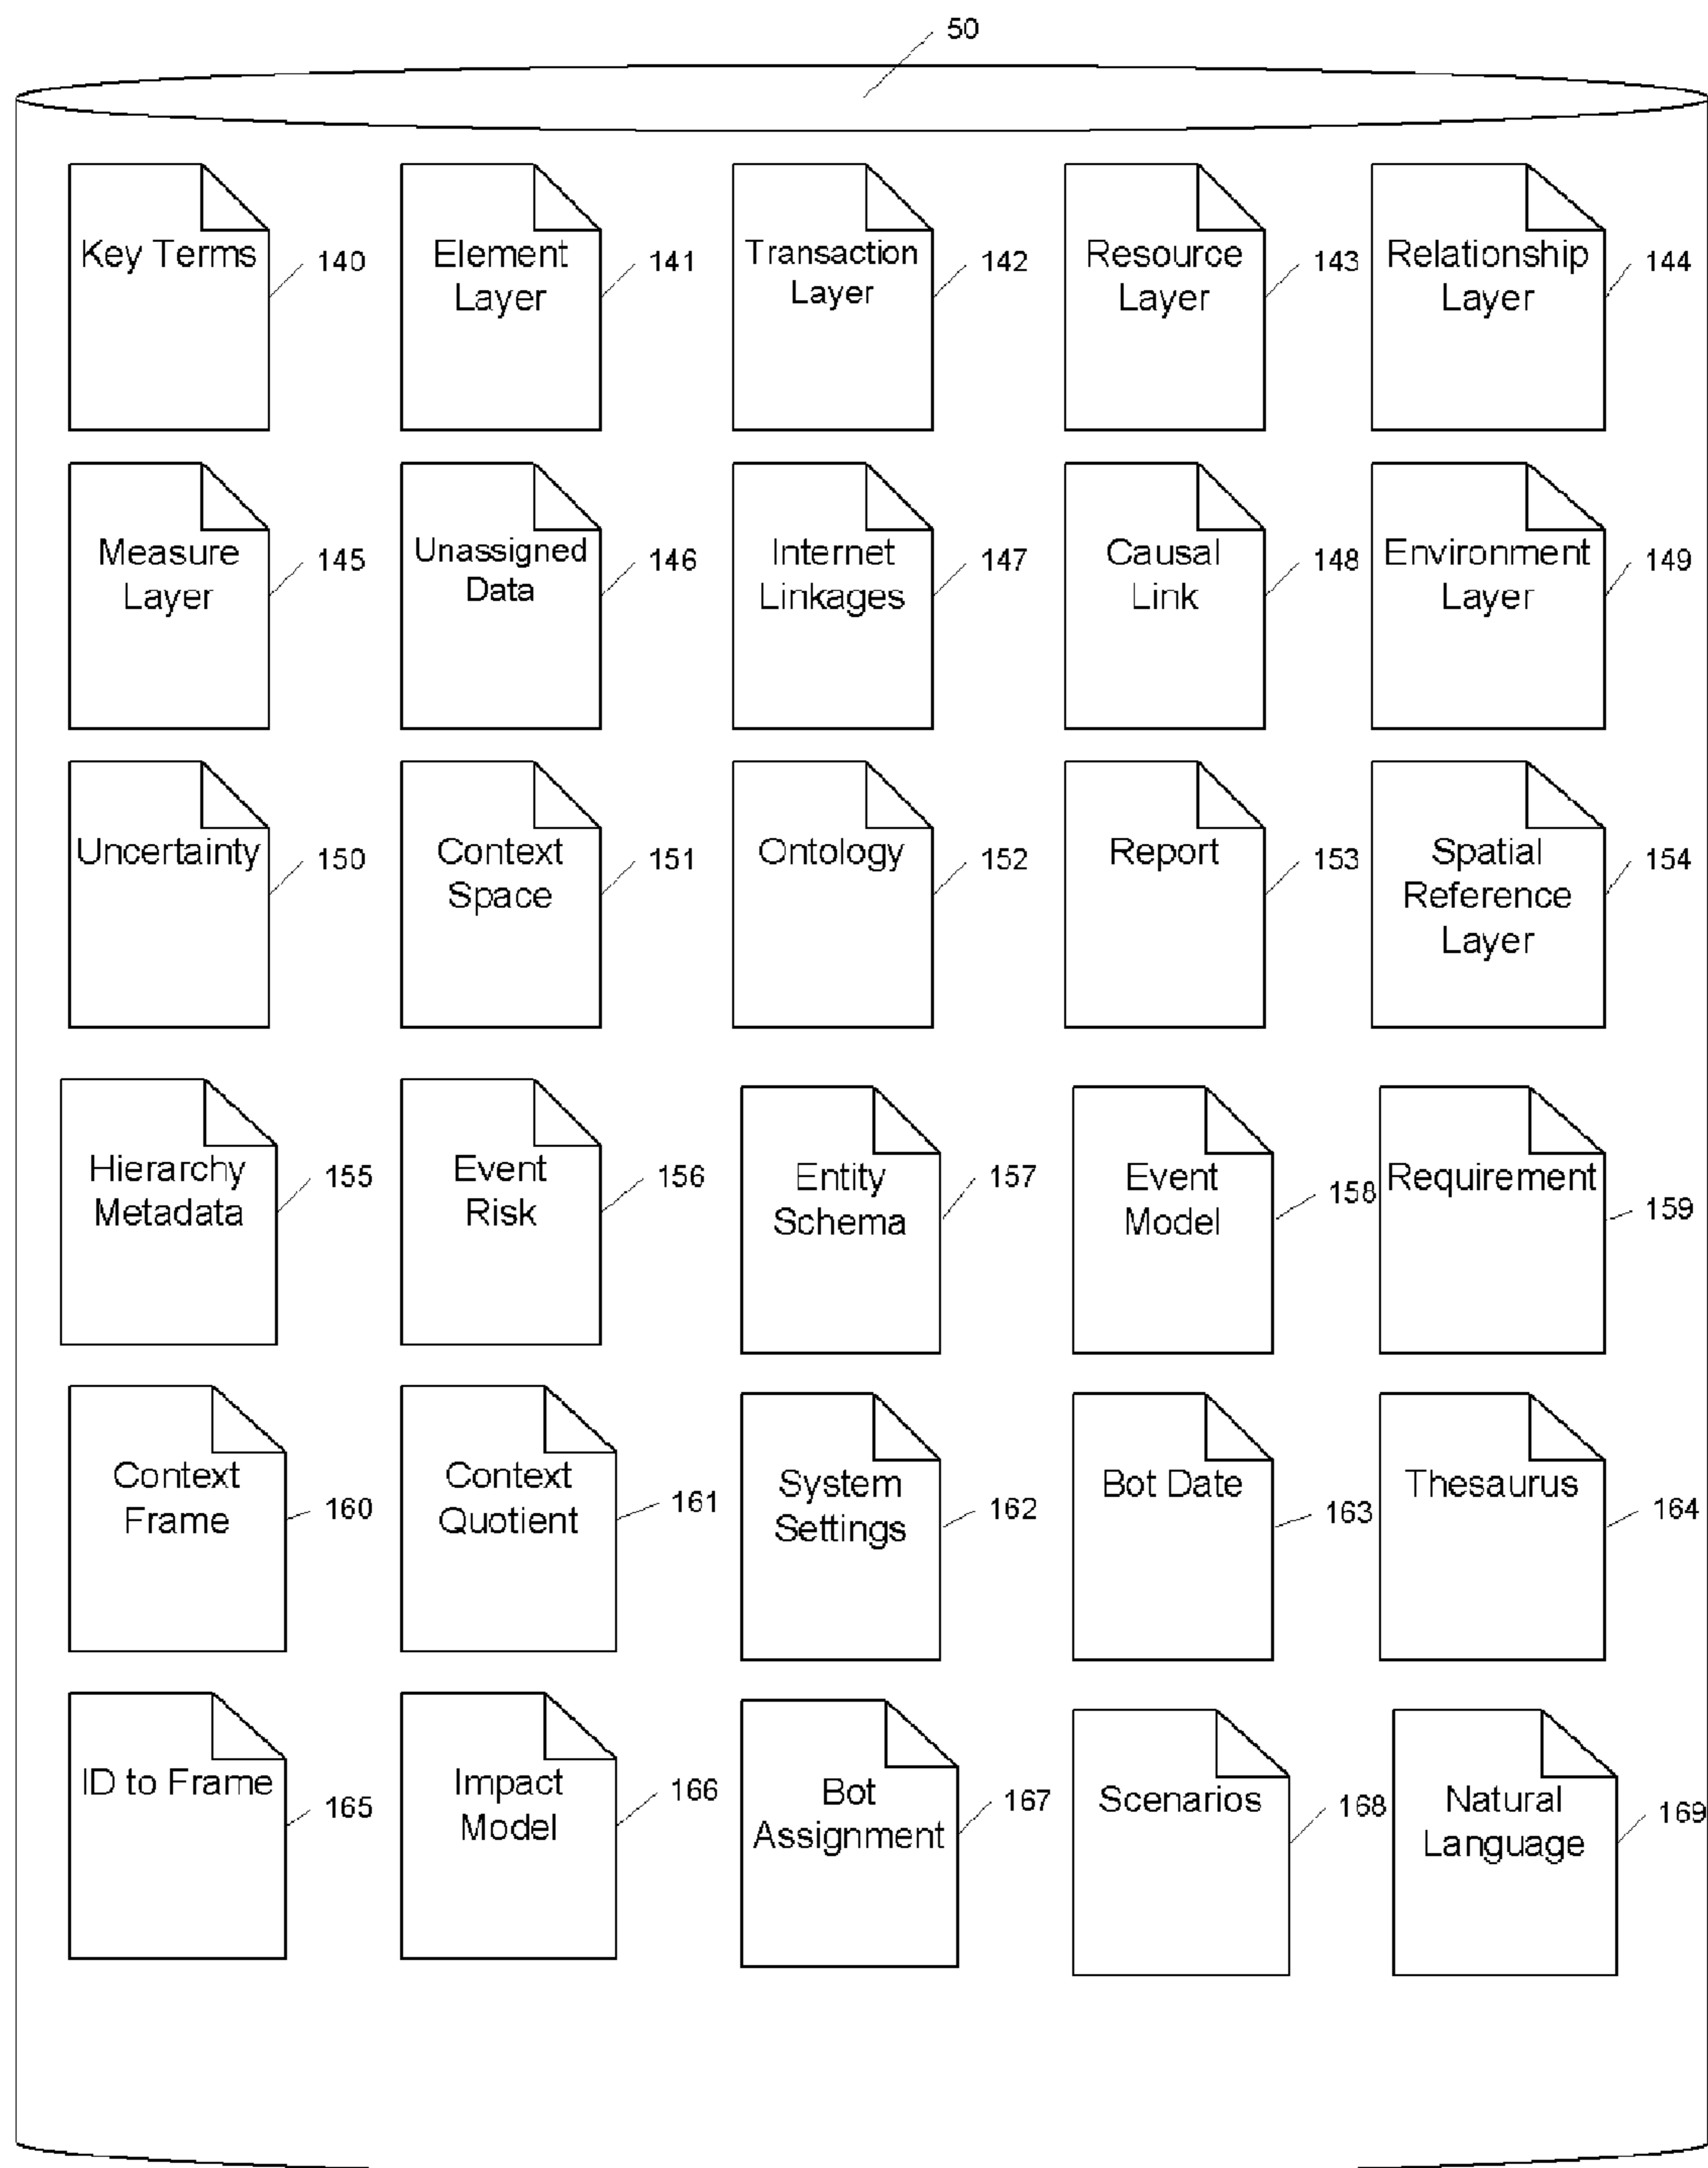 50
Key Terms
140
Element
Layer
141
Transaction
Layer
142
Resource
Layer
143
Relationship
Layer
144
Measure
Layer
145
Unassigned
Data
146
Internet
Linkages
147
Causal
Link
148
Environment
Layer
149
Uncertainty
150
Context
Space
151
Ontology
152
Report
153
Spatial
Reference
Layer
154
Hierarchy
Metadata
155
Event
Risk
156
Entity
Schema
157
Event
Model
158
Requirement
159
Context
Frame
160
Context
Quotient
161
System
Settings
162
Bot Date
163
Thesaurus
164
ID to Frame
165
Impact
Model
166
Bot
Assignment
167
Scenarios
168
Natural
Language
169